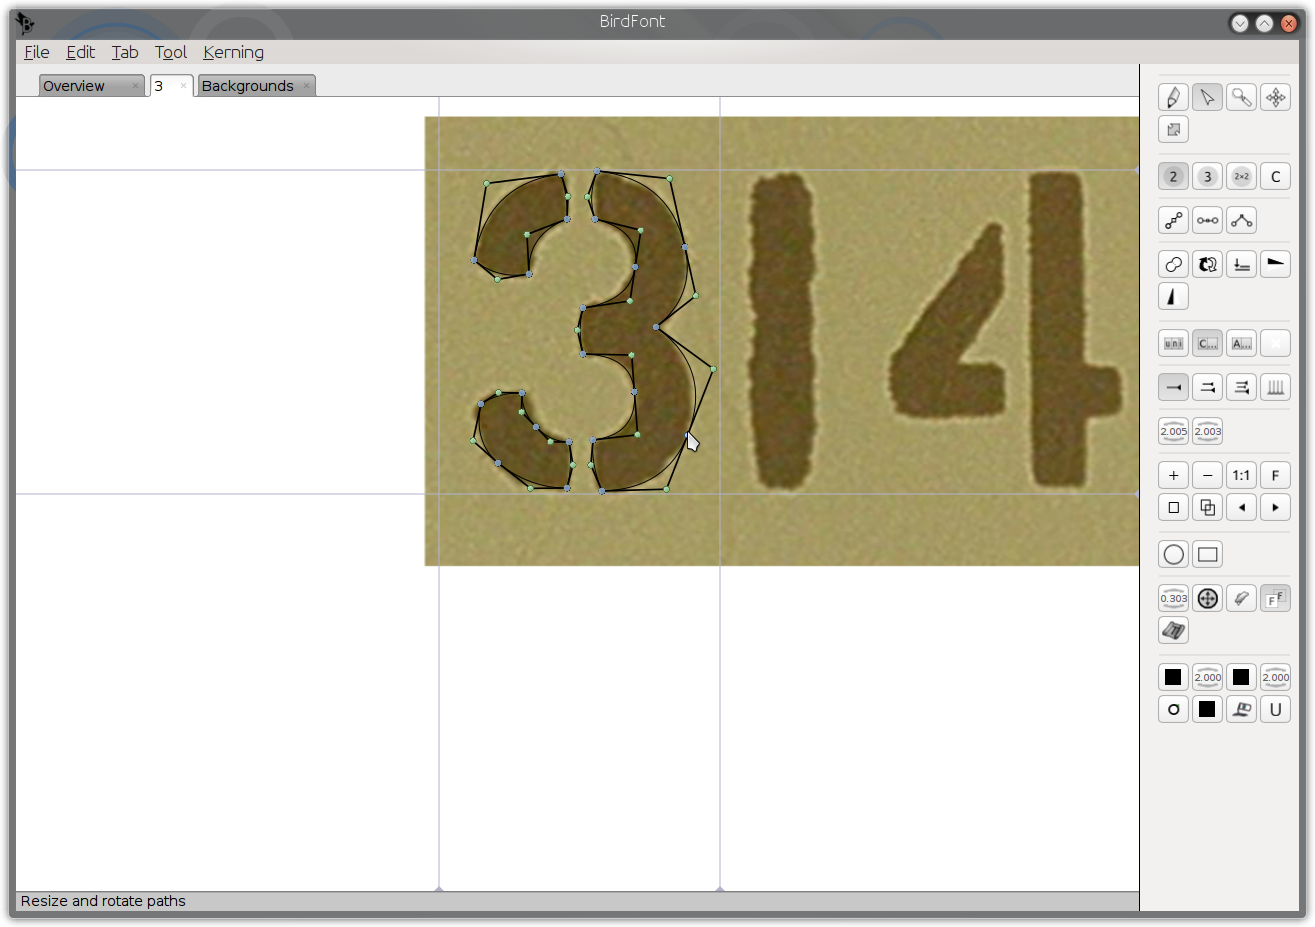 BirdFont
File Edit Tab Tool Kerning
Overview × 3 × Backgrounds ×
314
2 3 2×2 C
uni C... A...
2.005 2.003
+ − 1:1 F
0.303 F F
2.000 2.000
U
Resize and rotate paths